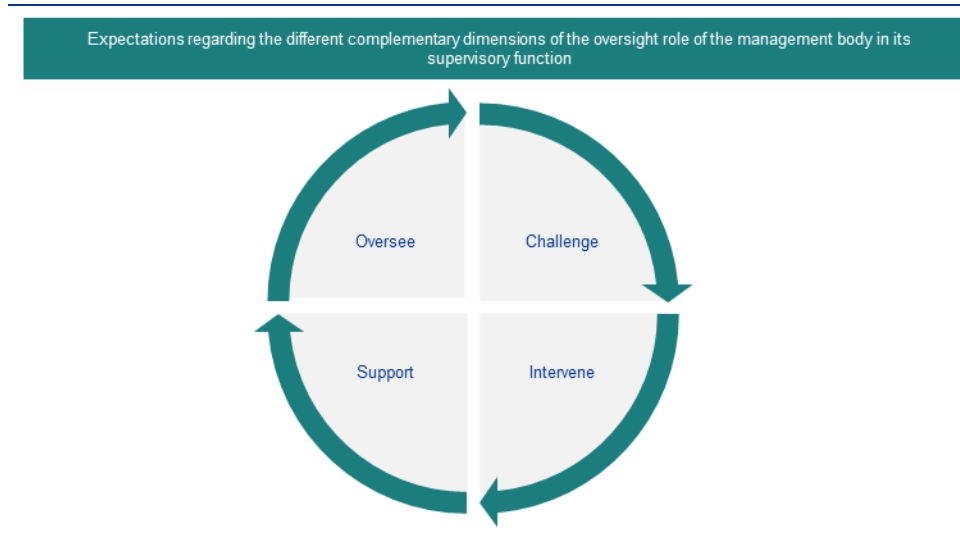 Expectations regarding the different complementary dimensions of the oversight role of the management body in its
supervisory function
Oversee
Challenge
Support
Intervene